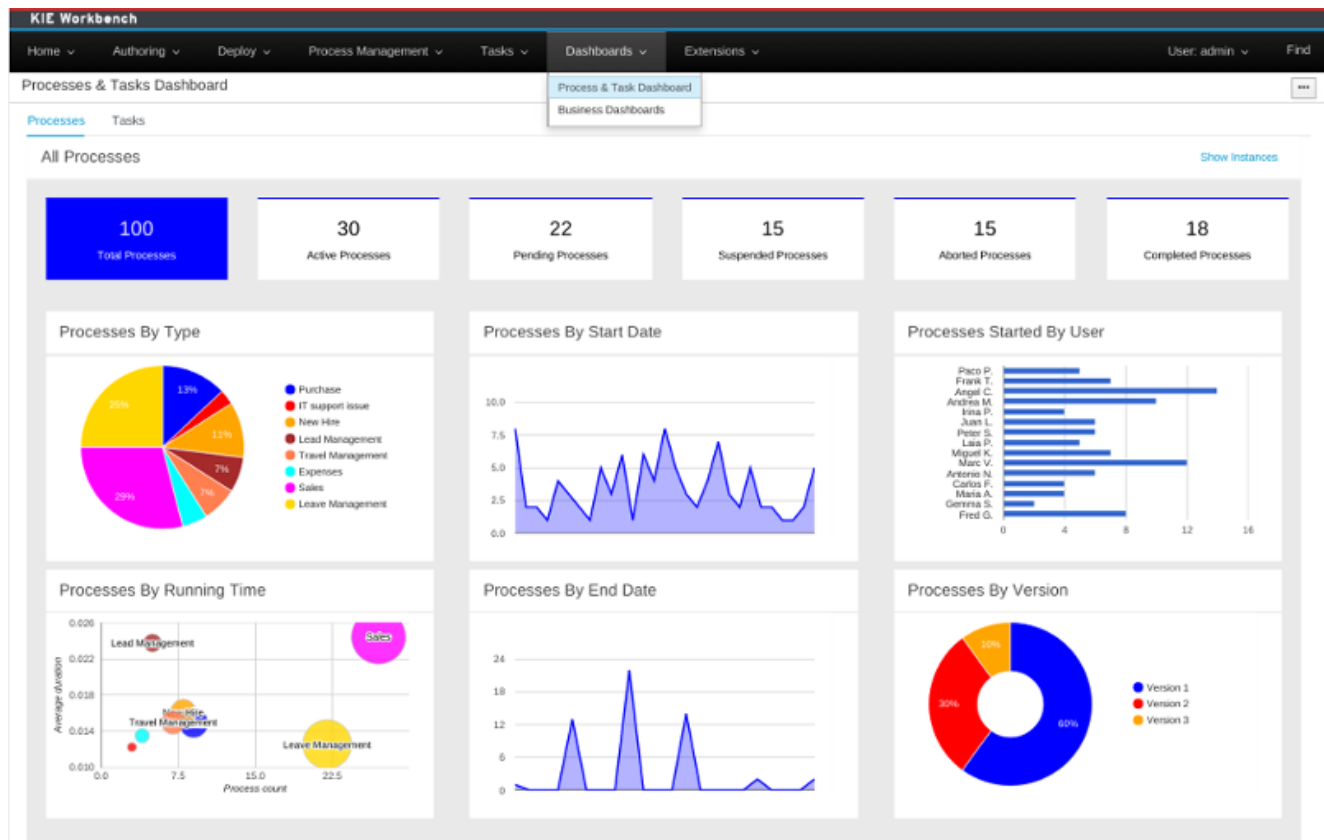 KIE Workbench
Home Authoring Deploy Process Management Tasks Dashboards Extensions User: admin Find
Processes & Tasks Dashboard
Process & Task Dashboard
Business Dashboards
...
Processes Tasks
All Processes
Show Instances
100
Total Processes
30
Active Processes
22
Pending Processes
15
Suspended Processes
15
Aborted Processes
18
Completed Processes
Processes By Type
13%
11%
7%
7%
29%
25%
Purchase
IT support issue
New Hire
Lead Management
Travel Management
Expenses
Sales
Leave Management
Processes By Start Date
10.0
7.5
5.0
2.5
0.0
Processes Started By User
Paco P.
Frank T.
Angel C.
Andrea M.
Irina P.
Juan L.
Peter S.
Laia P.
Miguel K.
Marc V.
Antonio N.
Carlos F.
Maria A.
Gemma S.
Fred G.
0 4 8 12 16
Processes By Running Time
Average duration
0.026
0.022
0.018
0.014
0.010
Lead Management
Sales
New Hire
Travel Management
Leave Management
0.0 7.5 15.0 22.5
Process count
Processes By End Date
24
18
12
6
0
Processes By Version
10%
30%
60%
Version 1
Version 2
Version 3